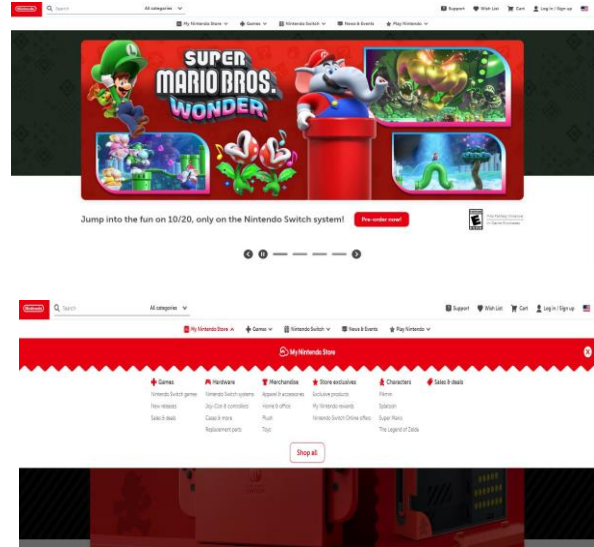 Nintendo
Search
All categories
Support Wish List Cart Log in / Sign up
My Nintendo Store Games Nintendo Switch News & Events Play Nintendo
SUPER
MARIO BROS.
WONDER
Jump into the fun on 10/20, only on the Nintendo Switch system! Pre-order now!
E
Nintendo
Search
All categories
Support Wish List Cart Log in / Sign up
My Nintendo Store Games Nintendo Switch News & Events Play Nintendo
My Nintendo Store
Games Hardware Merchandise Store exclusives Characters Sales & deals
Nintendo Switch games Nintendo Switch systems Apparel & accessories Exclusive products Pikmin
New releases Joy-Con & controllers Home & office My Nintendo rewards Splatoon
Sales & deals Cases & more Plush Nintendo Switch Online offers Super Mario
Replacement parts Toys The Legend of Zelda
Shop all